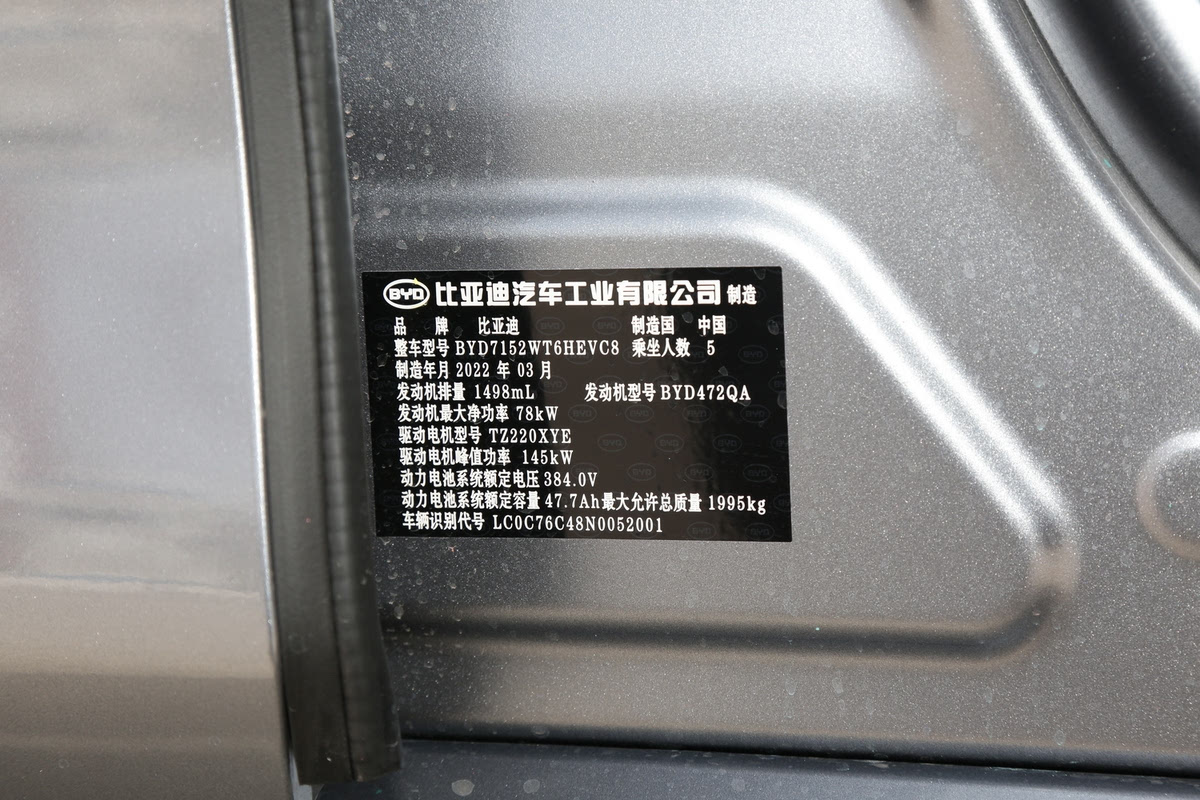 BYD 比亚迪汽车工业有限公司 制造
品 牌 比亚迪 制造国 中国
整车型号 BYD7152WT6HEVC8 乘坐人数 5
制造年月 2022 年 03 月
发动机排量 1498mL 发动机型号 BYD472QA
发动机最大净功率 78kW
驱动电机型号 TZ220XYE
驱动电机峰值功率 145kW
动力电池系统额定电压 384.0V
动力电池系统额定容量 47.7Ah 最大允许总质量 1995kg
车辆识别代号 LC0C76C48N0052001